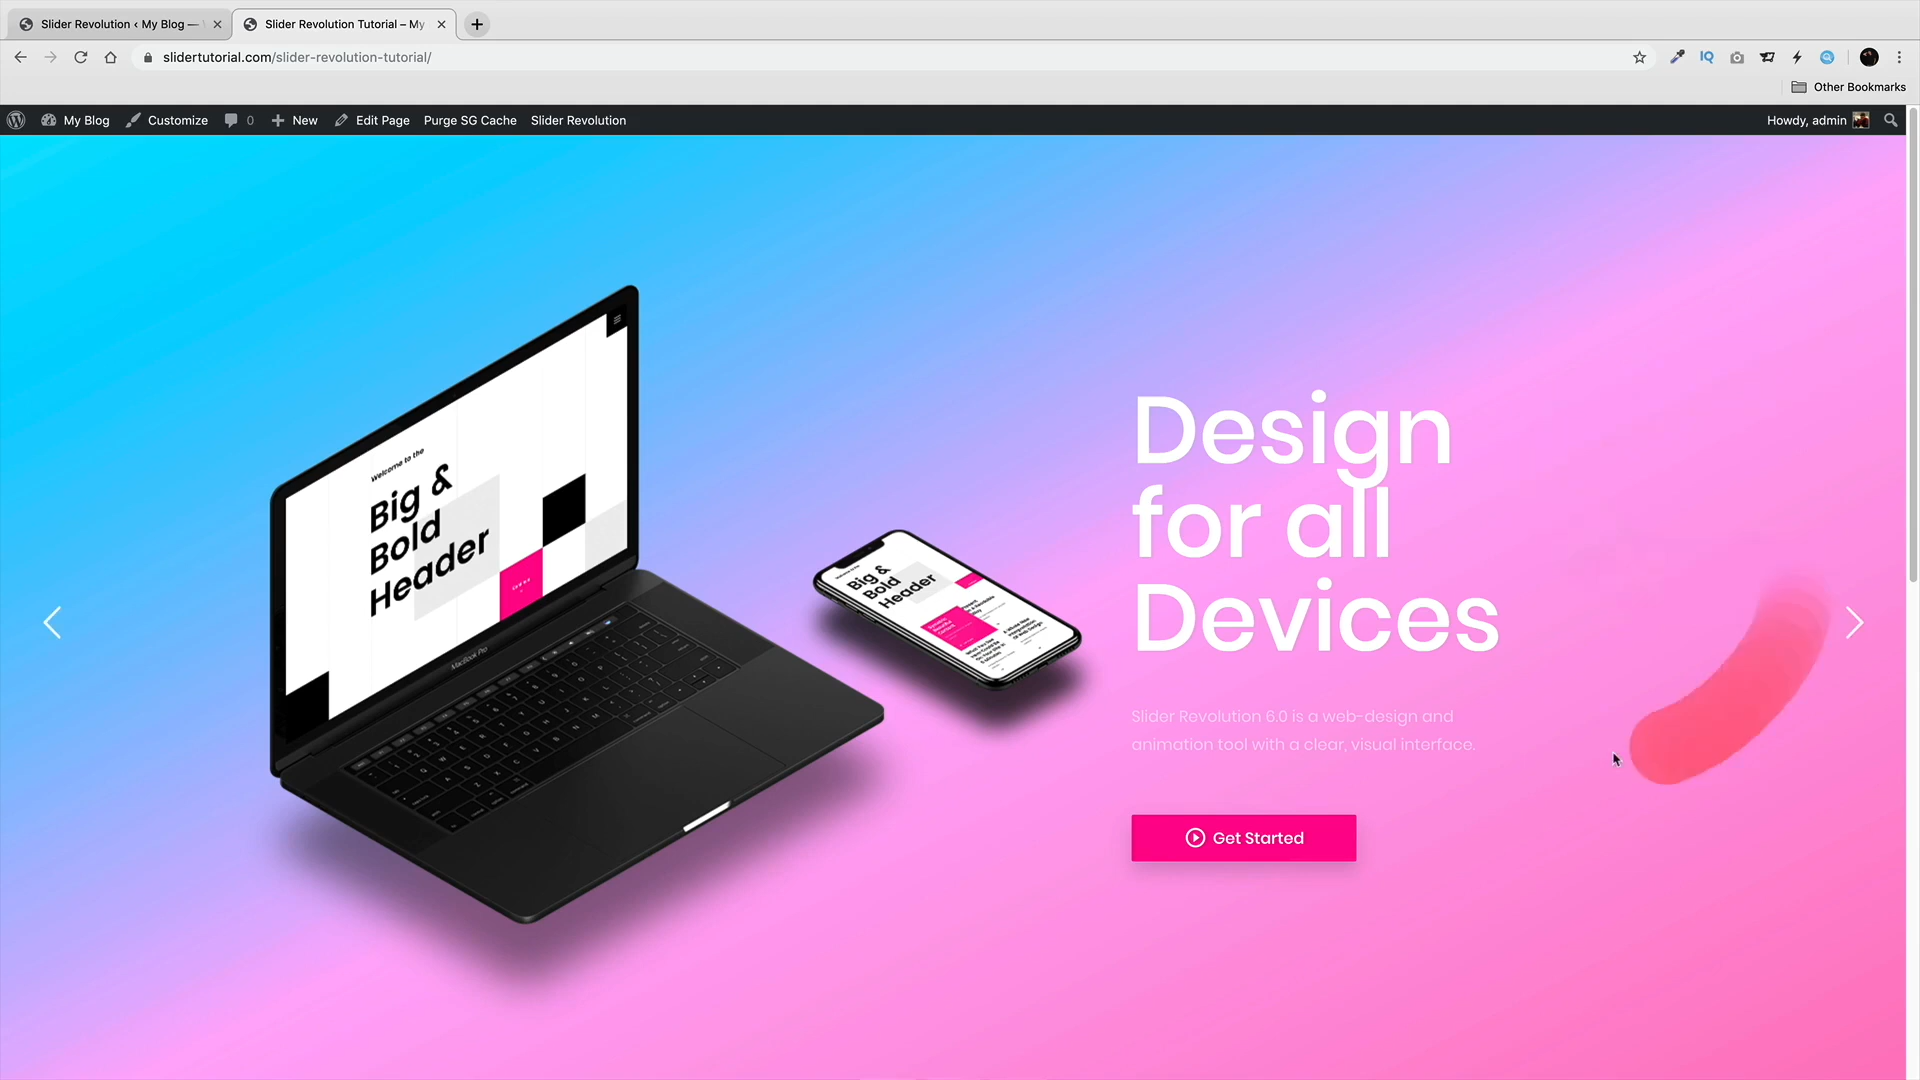 Slider Revolution ‹ My Blog —
Slider Revolution Tutorial – My
slidertutorial.com/slider-revolution-tutorial/
IQ
Other Bookmarks
My Blog
Customize
0
New
Edit Page
Purge SG Cache
Slider Revolution
Howdy, admin
Welcome to the
Big &
Bold
Header
MacBook Pro
Big &
Bold
Header
Design
for all
Devices
Slider Revolution 6.0 is a web-design and
animation tool with a clear, visual interface.
Get Started